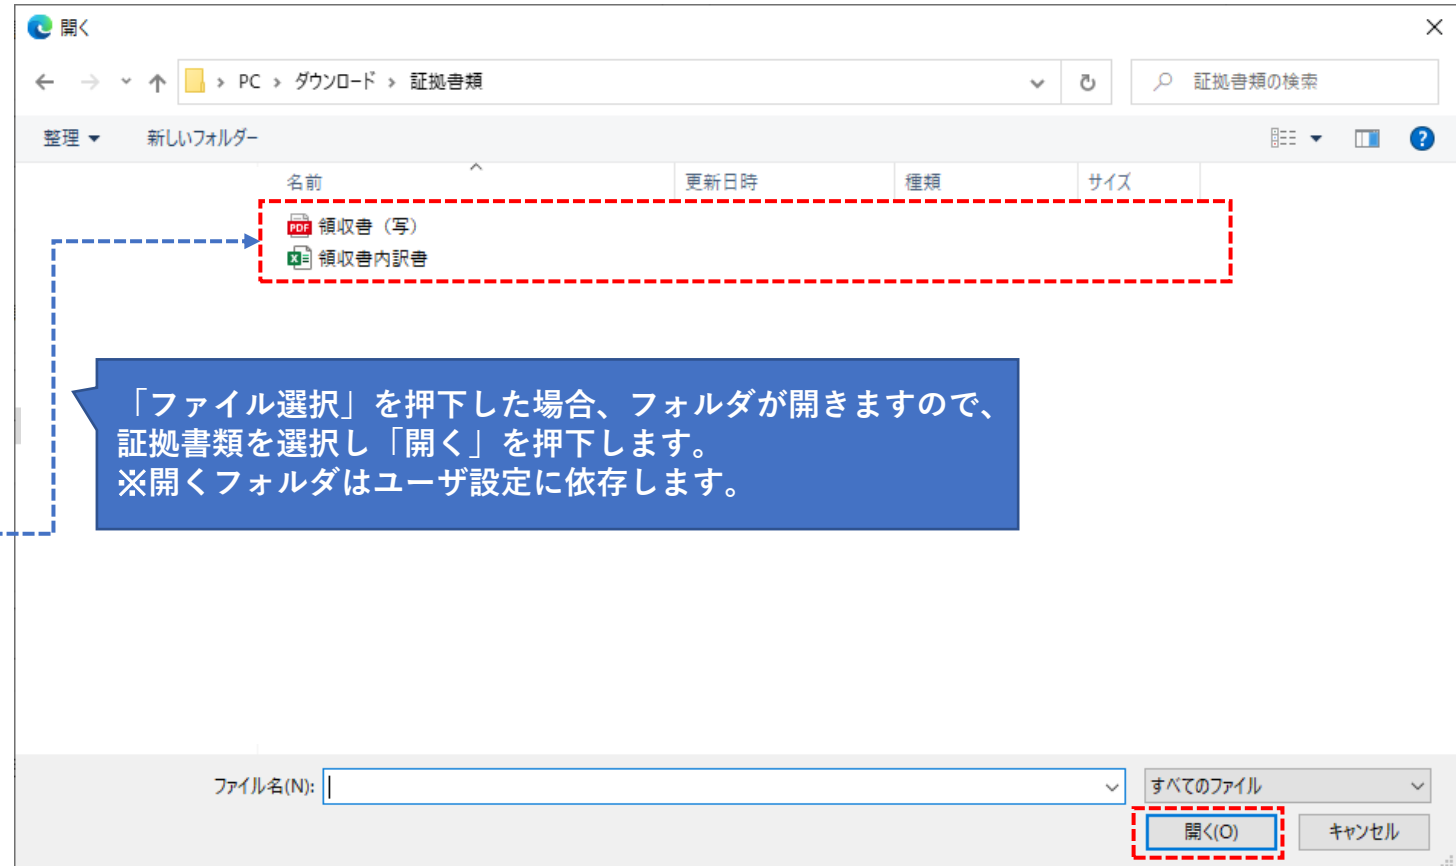 開く
PC > ダウンロード > 証拠書類
証拠書類の検索
整理 新しいフォルダー
名前 更新日時 種類 サイズ
PDF 領収書（写）
領収書内訳書
「ファイル選択」を押下した場合、フォルダが開きますので、
証拠書類を選択し「開く」を押下します。
※開くフォルダはユーザ設定に依存します。
ファイル名(N): すべてのファイル
開く(O) キャンセル